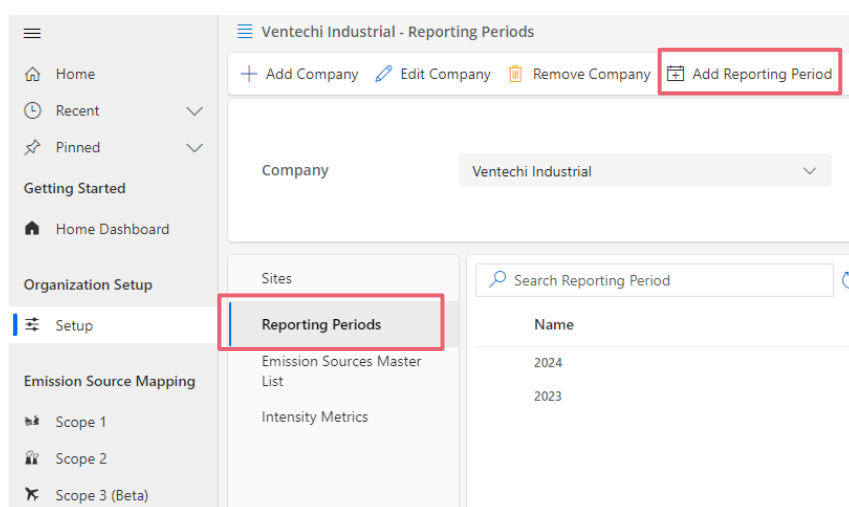 Ventechi Industrial - Reporting Periods
Home
Recent
Pinned
Getting Started
Home Dashboard
Organization Setup
Setup
Emission Source Mapping
Scope 1
Scope 2
Scope 3 (Beta)
Add Company Edit Company Remove Company Add Reporting Period
Company Ventechi Industrial
Sites
Reporting Periods
Emission Sources Master
List
Intensity Metrics
Search Reporting Period
Name
2024
2023